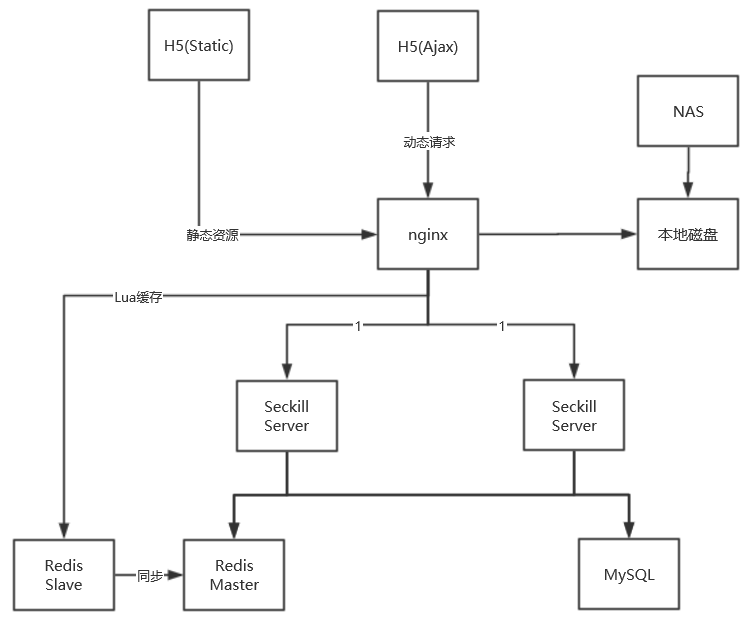 H5(Static)
H5(Ajax)
NAS
动态请求
静态资源
nginx
本地磁盘
Lua缓存
1
1
Seckill
Server
Seckill
Server
Redis
Slave
同步
Redis
Master
MySQL